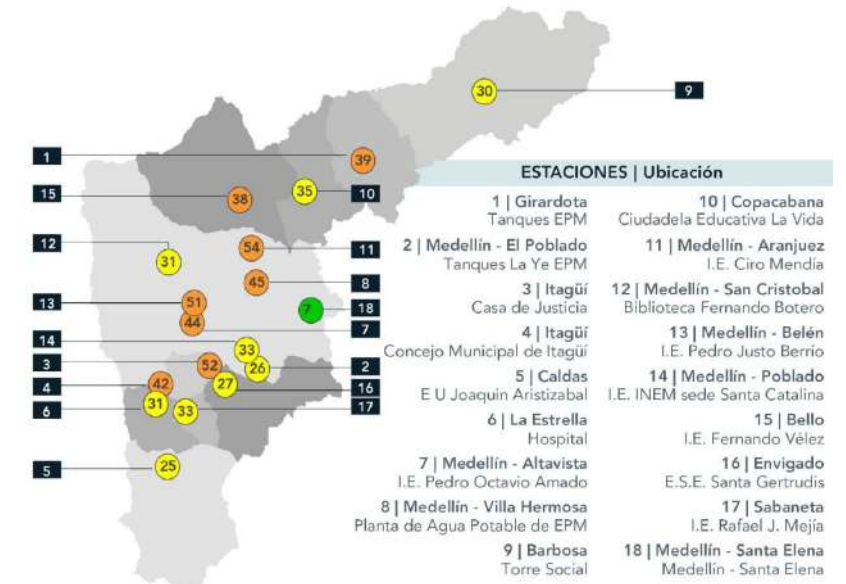 30
9
1
39
ESTACIONES | Ubicación
15
38
35
10
1 | Girardota
Tanques EPM
10 | Copacabana
Ciudadela Educativa La Vida
12
31
54
11
2 | Medellín - El Poblado
Tanques La Ye EPM
11 | Medellín - Aranjuez
I.E. Ciro Mendía
45
8
3 | Itagüí
Casa de Justicia
12 | Medellín - San Cristobal
Biblioteca Fernando Botero
13
51
7
18
44
7
4 | Itagüí
Concejo Municipal de Itagüí
13 | Medellín - Belén
I.E. Pedro Justo Berrío
14
33
3
52
26
2
5 | Caldas
E U Joaquin Aristizabal
14 | Medellín - Poblado
I.E. INEM sede Santa Catalina
4
42
27
16
6
31
33
17
6 | La Estrella
Hospital
15 | Bello
I.E. Fernando Vélez
5
25
7 | Medellín - Altavista
I.E. Pedro Octavio Amado
16 | Envigado
E.S.E. Santa Gertrudis
8 | Medellín - Villa Hermosa
Planta de Agua Potable de EPM
17 | Sabaneta
I.E. Rafael J. Mejía
9 | Barbosa
Torre Social
18 | Medellín - Santa Elena
Medellín - Santa Elena